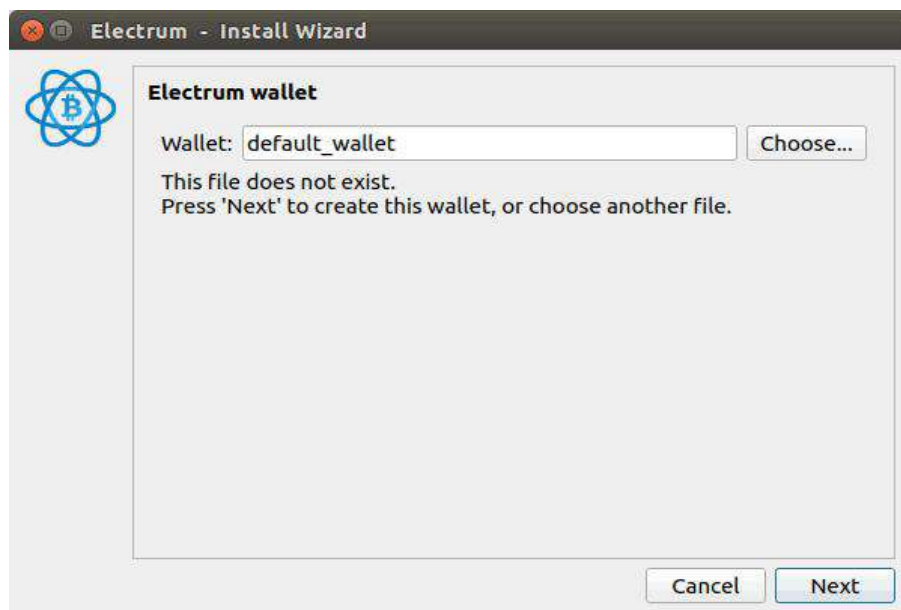 Electrum - Install Wizard
Electrum wallet
Wallet: default_wallet Choose...
This file does not exist.
Press 'Next' to create this wallet, or choose another file.
Cancel Next